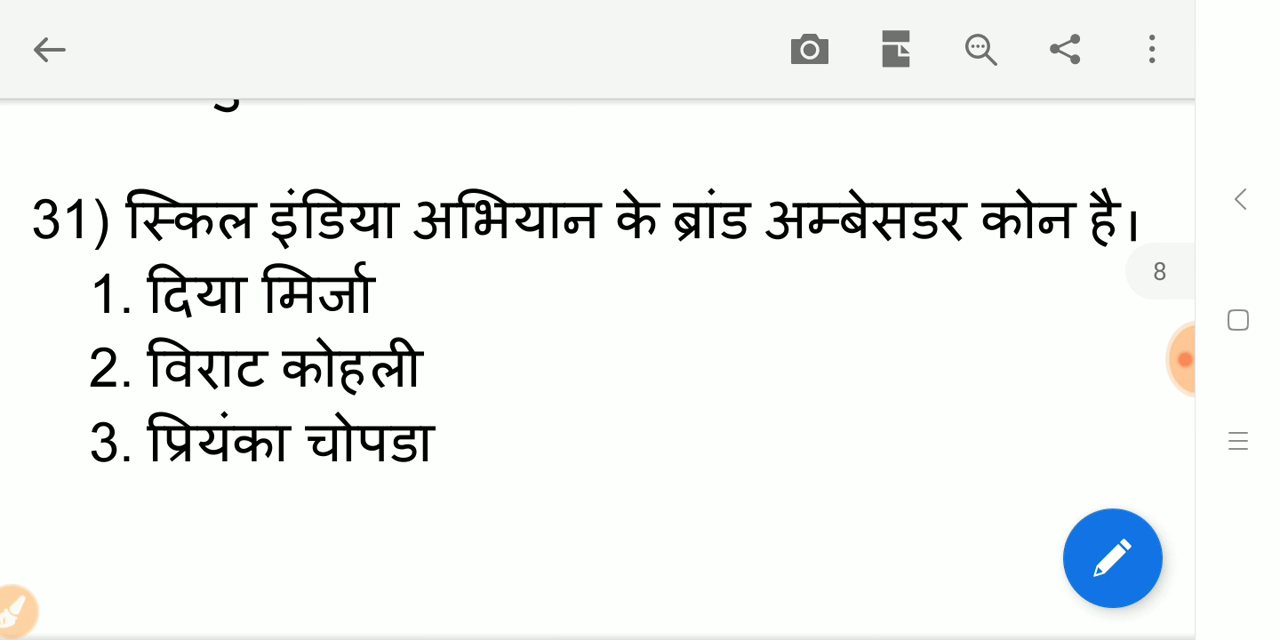 31) स्किल इंडिया अभियान के ब्रांड अम्बेसडर कोन है।
8
1. दिया मिर्जा
2. विराट कोहली
3. प्रियंका चोपडा